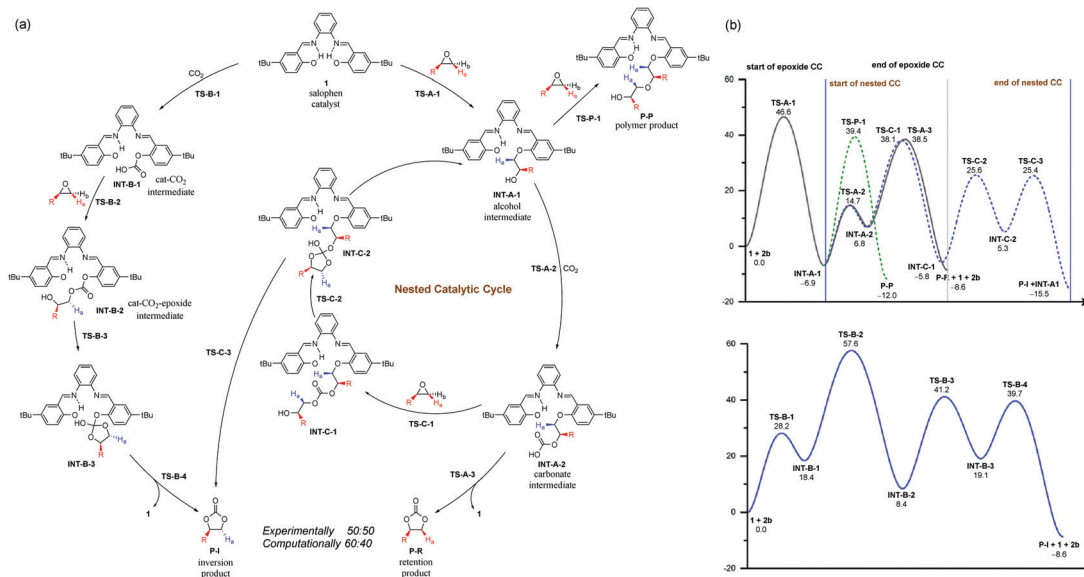 (a)
CO2
TS-B-1
1
salophen
catalyst
TS-A-1
R
O
Hb
Ha
TS-P-1
P-P
polymer product
tBu
N
H
O
HO
INT-B-1
cat-CO2
intermediate
TS-B-2
INT-A-1
alcohol
intermediate
INT-C-2
TS-A-2
CO2
INT-B-2
cat-CO2-epoxide
intermediate
TS-C-2
Nested Catalytic Cycle
TS-B-3
TS-C-3
INT-C-1
TS-C-1
INT-A-2
carbonate
intermediate
INT-B-3
TS-B-4
1
TS-A-3
1
P-I
inversion
product
Experimentally 50:50
Computationally 60:40
P-R
retention
product
(b)
start of epoxide CC
end of epoxide CC
start of nested CC
end of nested CC
60
40
20
0
−20
TS-A-1
46.6
TS-P-1
39.4
TS-C-1
38.1
TS-A-3
38.5
TS-A-2
14.7
TS-C-2
25.6
TS-C-3
25.4
1 + 2b
0.0
INT-A-1
−6.9
INT-A-2
6.8
P-P
−12.0
INT-C-1
−5.8
P-R + 1 + 2b
−8.6
INT-C-2
5.3
P-I +INT-A1
−15.5
60
40
20
0
−20
TS-B-1
28.2
TS-B-2
57.6
TS-B-3
41.2
TS-B-4
39.7
1 + 2b
0.0
INT-B-1
18.4
INT-B-2
8.4
INT-B-3
19.1
P-I + 1 + 2b
−8.6